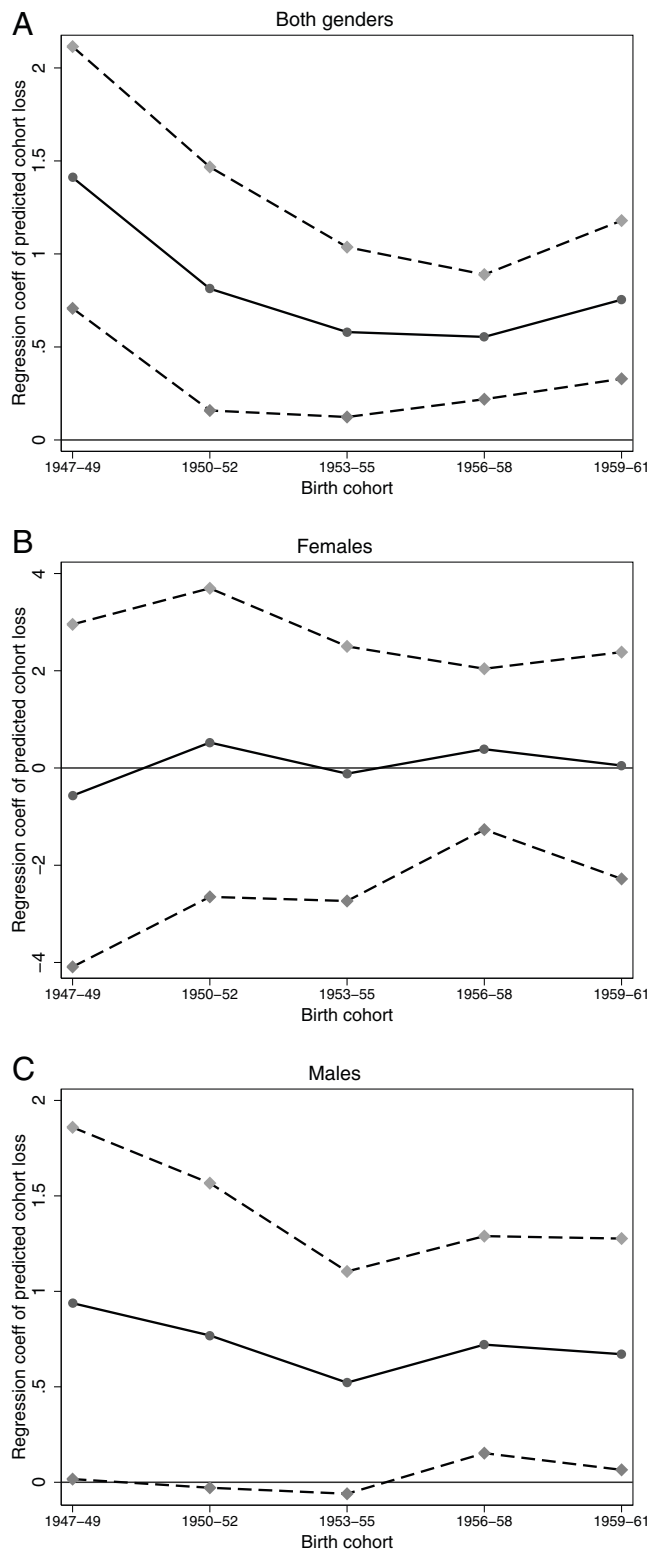 A
Both genders
Regression coeff of predicted cohort loss
2
1.5
1
.5
0
1947–49 1950–52 1953–55 1956–58 1959–61
Birth cohort
B
Females
Regression coeff of predicted cohort loss
4
2
0
−2
−4
1947–49 1950–52 1953–55 1956–58 1959–61
Birth cohort
C
Males
Regression coeff of predicted cohort loss
2
1.5
1
.5
0
1947–49 1950–52 1953–55 1956–58 1959–61
Birth cohort